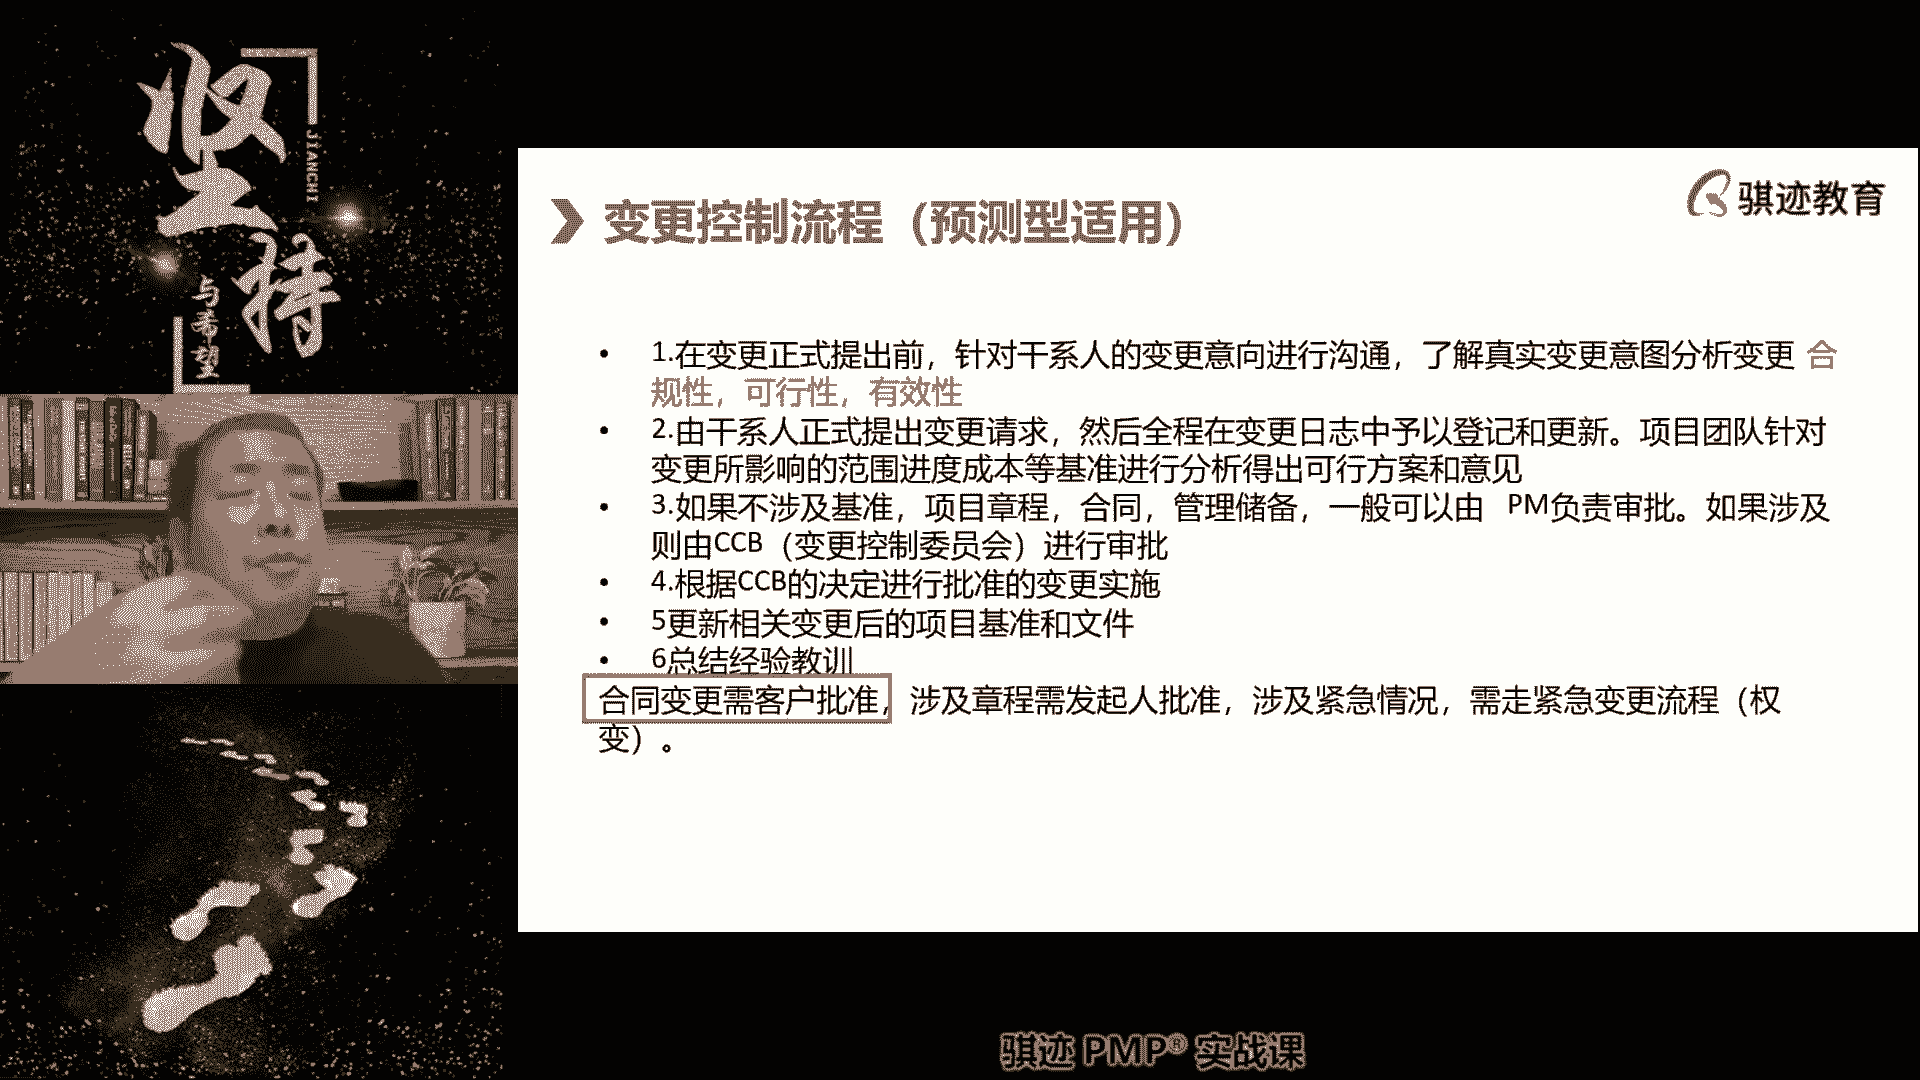 坚持
JIANCHI
与希望
骐迹教育
变更控制流程（预测型适用）
• 1.在变更正式提出前，针对干系人的变更意向进行沟通，了解真实变更意图分析变更 合
规性，可行性，有效性
• 2.由干系人正式提出变更请求，然后全程在变更日志中予以登记和更新。项目团队针对
变更所影响的范围进度成本等基准进行分析得出可行方案和意见
• 3.如果不涉及基准，项目章程，合同，管理储备，一般可以由 PM负责审批。如果涉及
则由CCB（变更控制委员会）进行审批
• 4.根据CCB的决定进行批准的变更实施
• 5更新相关变更后的项目基准和文件
• 6总结经验教训
合同变更需客户批准，涉及章程需发起人批准，涉及紧急情况，需走紧急变更流程（权
变）。
骐迹 PMP® 实战课